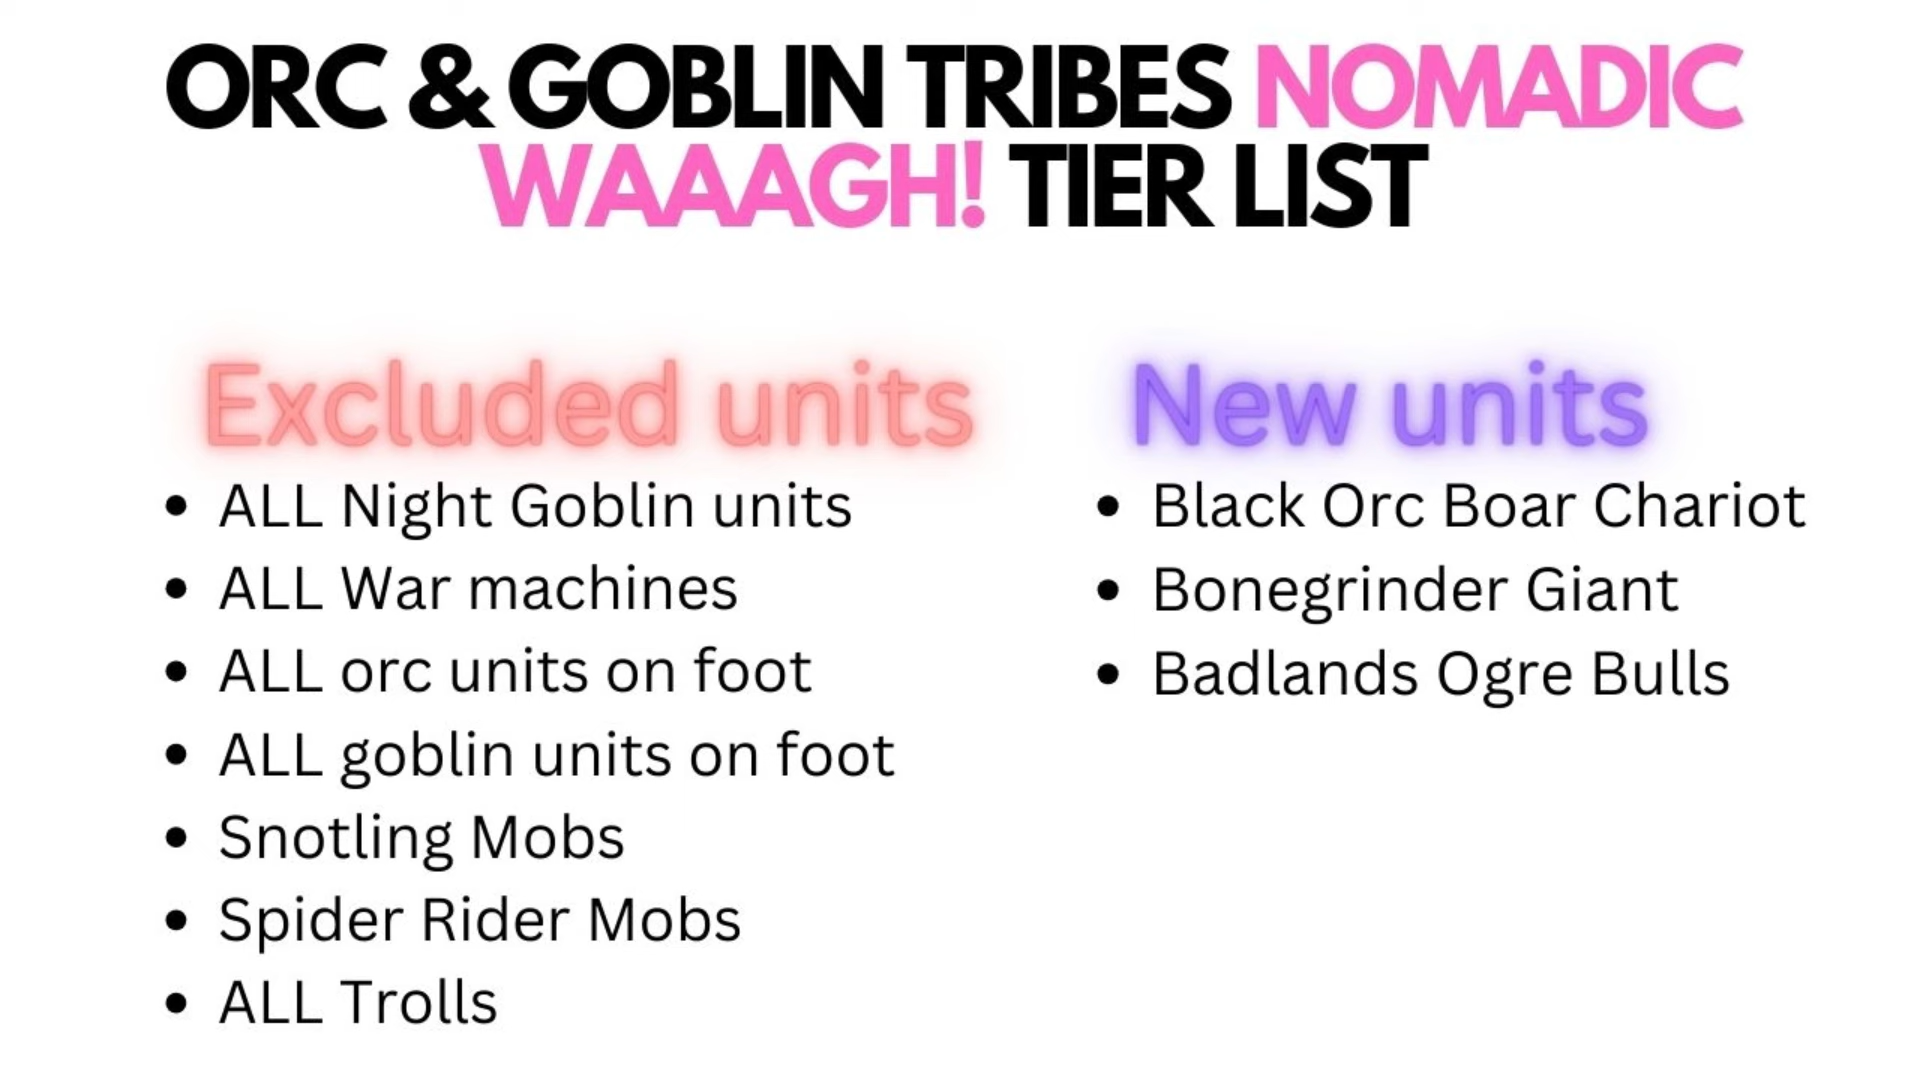 ORC & GOBLIN TRIBES NOMADIC
WAAAGH! TIER LIST
Excluded units
• ALL Night Goblin units
• ALL War machines
• ALL orc units on foot
• ALL goblin units on foot
• Snotling Mobs
• Spider Rider Mobs
• ALL Trolls
New units
• Black Orc Boar Chariot
• Bonegrinder Giant
• Badlands Ogre Bulls